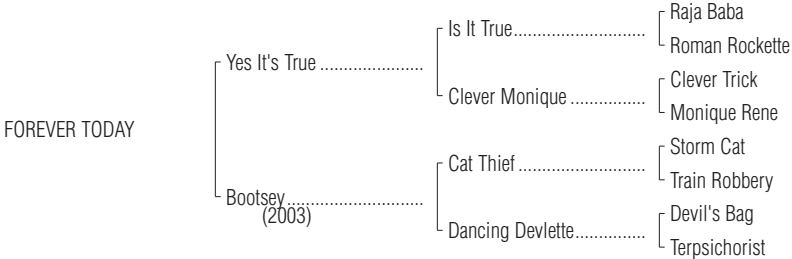 Raja Baba
Is It True..............................
Roman Rockette
Yes It's True .......................
Clever Trick
Clever Monique ................
Monique Rene
FOREVER TODAY
Storm Cat
Cat Thief ...........................
Train Robbery
Bootsey.............................
(2003)
Devil's Bag
Dancing Devlette...............
Terpsichorist